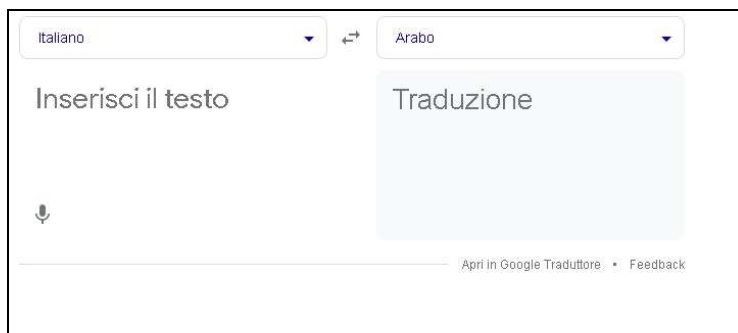 Italiano
Arabo
Inserisci il testo
Traduzione
Apri in Google Traduttore • Feedback